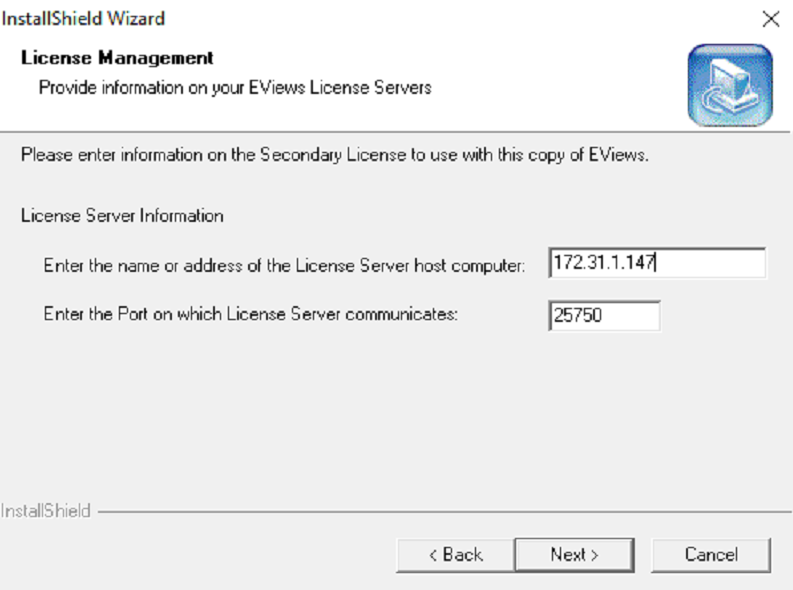 InstallShield Wizard
License Management
Provide information on your EViews License Servers
Please enter information on the Secondary License to use with this copy of EViews.
License Server Information
Enter the name or address of the License Server host computer: 172.31.1.147
Enter the Port on which License Server communicates: 25750
InstallShield
< Back Next > Cancel